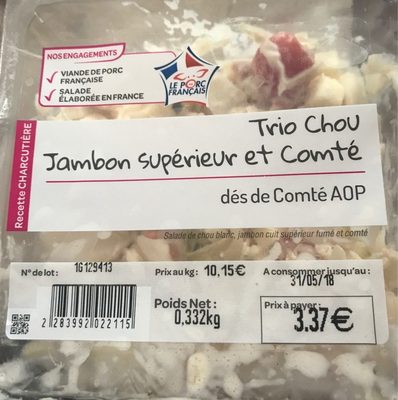 NOS ENGAGEMENTS
VIANDE DE PORC
FRANÇAISE
SALADE
ÉLABORÉE EN FRANCE
LE PORC
FRANÇAIS
Recette CHARCUTIÈRE
Trio Chou
Jambon supérieur et Comté
dés de Comté AOP
Salade de chou blanc, jambon cuit supérieur fumé et comté
N° de lot : 1G129413
Prix au kg : 10,15€
A consommer jusqu'au :
31/05/18
Poids Net :
0,332kg
Prix à payer :
3.37€
2 283992 022115